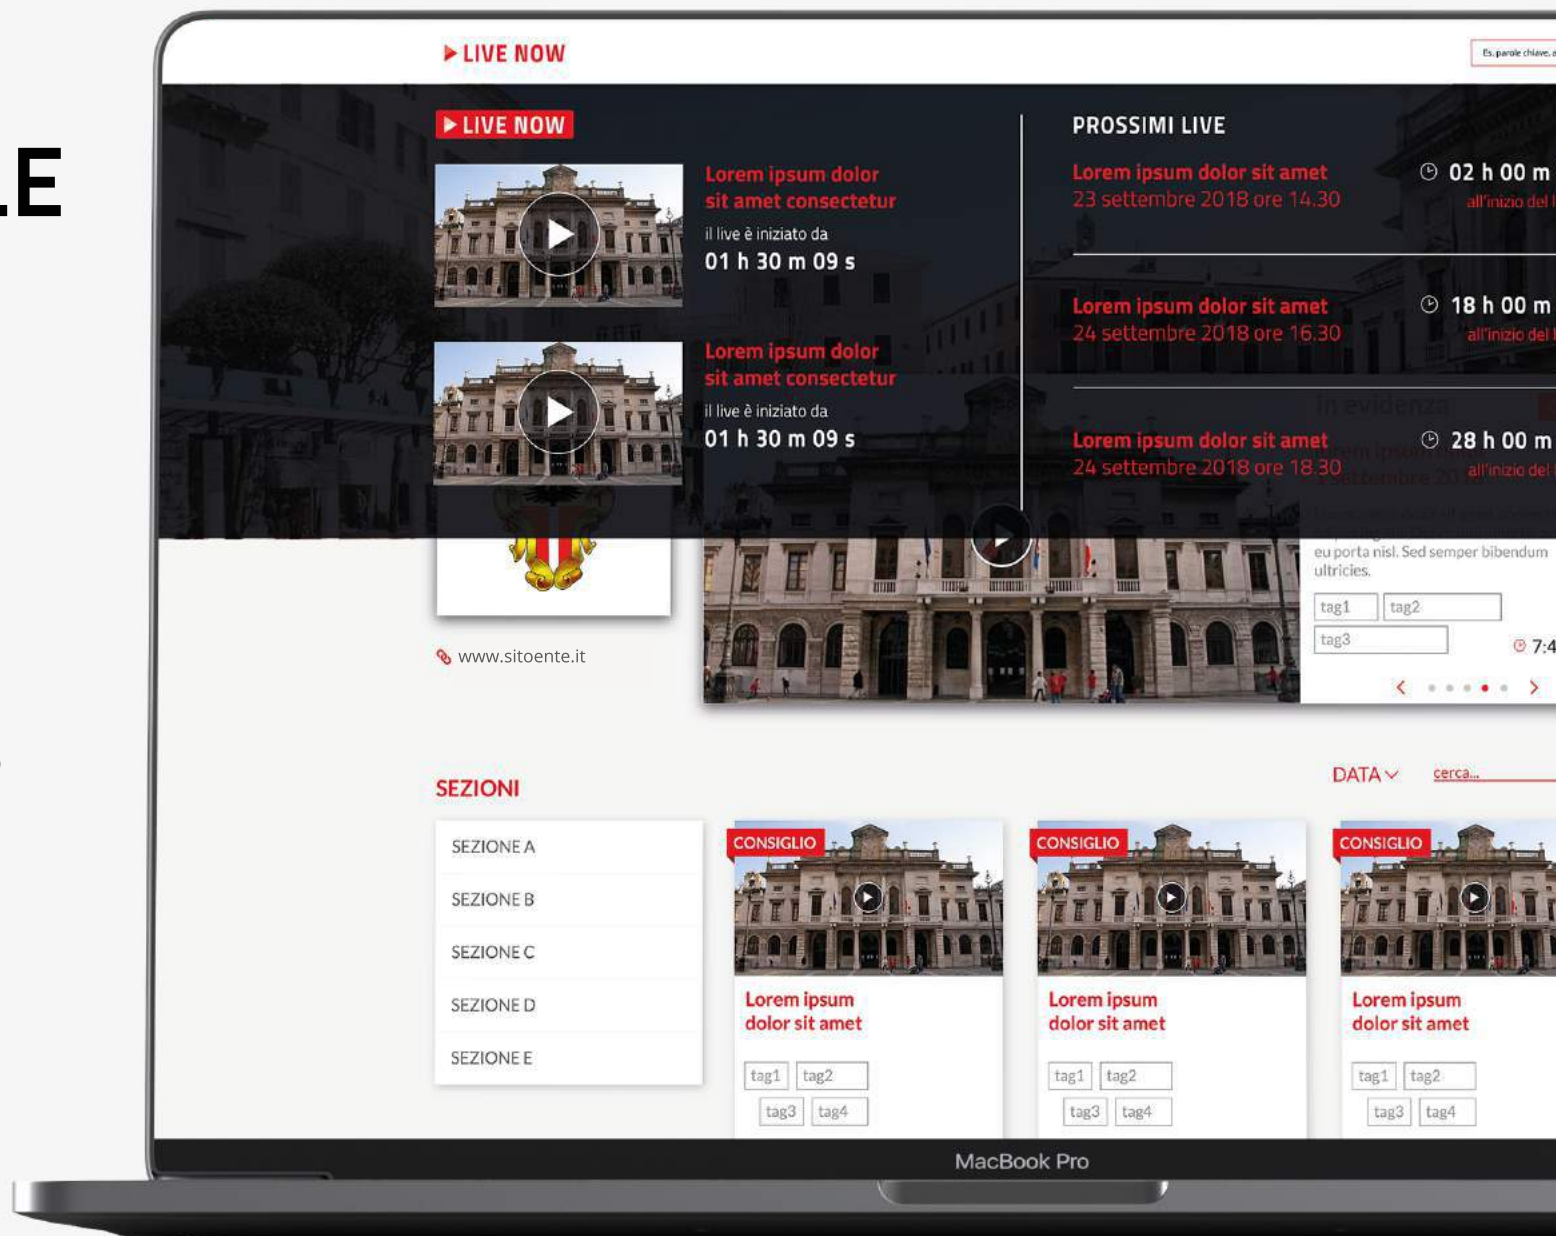 LE
LIVE NOW
Es. parole chiave, a
LIVE NOW
Lorem ipsum dolor
sit amet consectetur
il live è iniziato da
01 h 30 m 09 s
Lorem ipsum dolor
sit amet consectetur
il live è iniziato da
01 h 30 m 09 s
PROSSIMI LIVE
Lorem ipsum dolor sit amet
23 settembre 2018 ore 14.30
02 h 00 m
all'inizio del l
Lorem ipsum dolor sit amet
24 settembre 2018 ore 16.30
18 h 00 m
all'inizio del l
in evidenza
Lorem ipsum dolor sit amet
24 settembre 2018 ore 18.30
28 h 00 m
all'inizio del l
eu porta nisl. Sed semper bibendum
ultricies.
tag1 tag2
tag3
7:4
www.sitoente.it
SEZIONI
DATA
cerca...
SEZIONE A
SEZIONE B
SEZIONE C
SEZIONE D
SEZIONE E
CONSIGLIO
Lorem ipsum
dolor sit amet
tag1 tag2
tag3 tag4
CONSIGLIO
Lorem ipsum
dolor sit amet
tag1 tag2
tag3 tag4
CONSIGLIO
Lorem ipsum
dolor sit amet
tag1 tag2
tag3 tag4
MacBook Pro